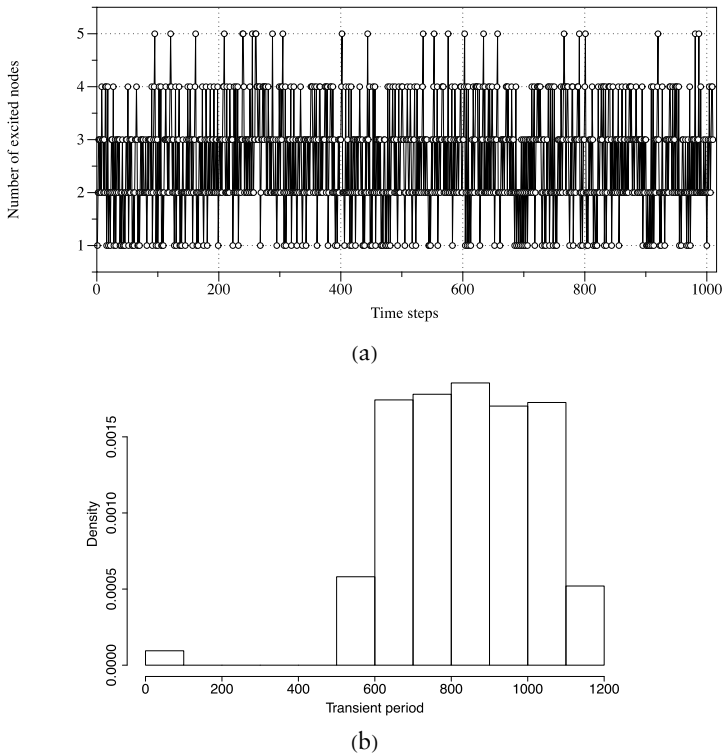 Number of excited nodes
5
4
3
2
1
0 200 400 600 800 1000
Time steps
(a)
Density
0.0015
0.0010
0.0005
0.0000
0 200 400 600 800 1000 1200
Transient period
(b)